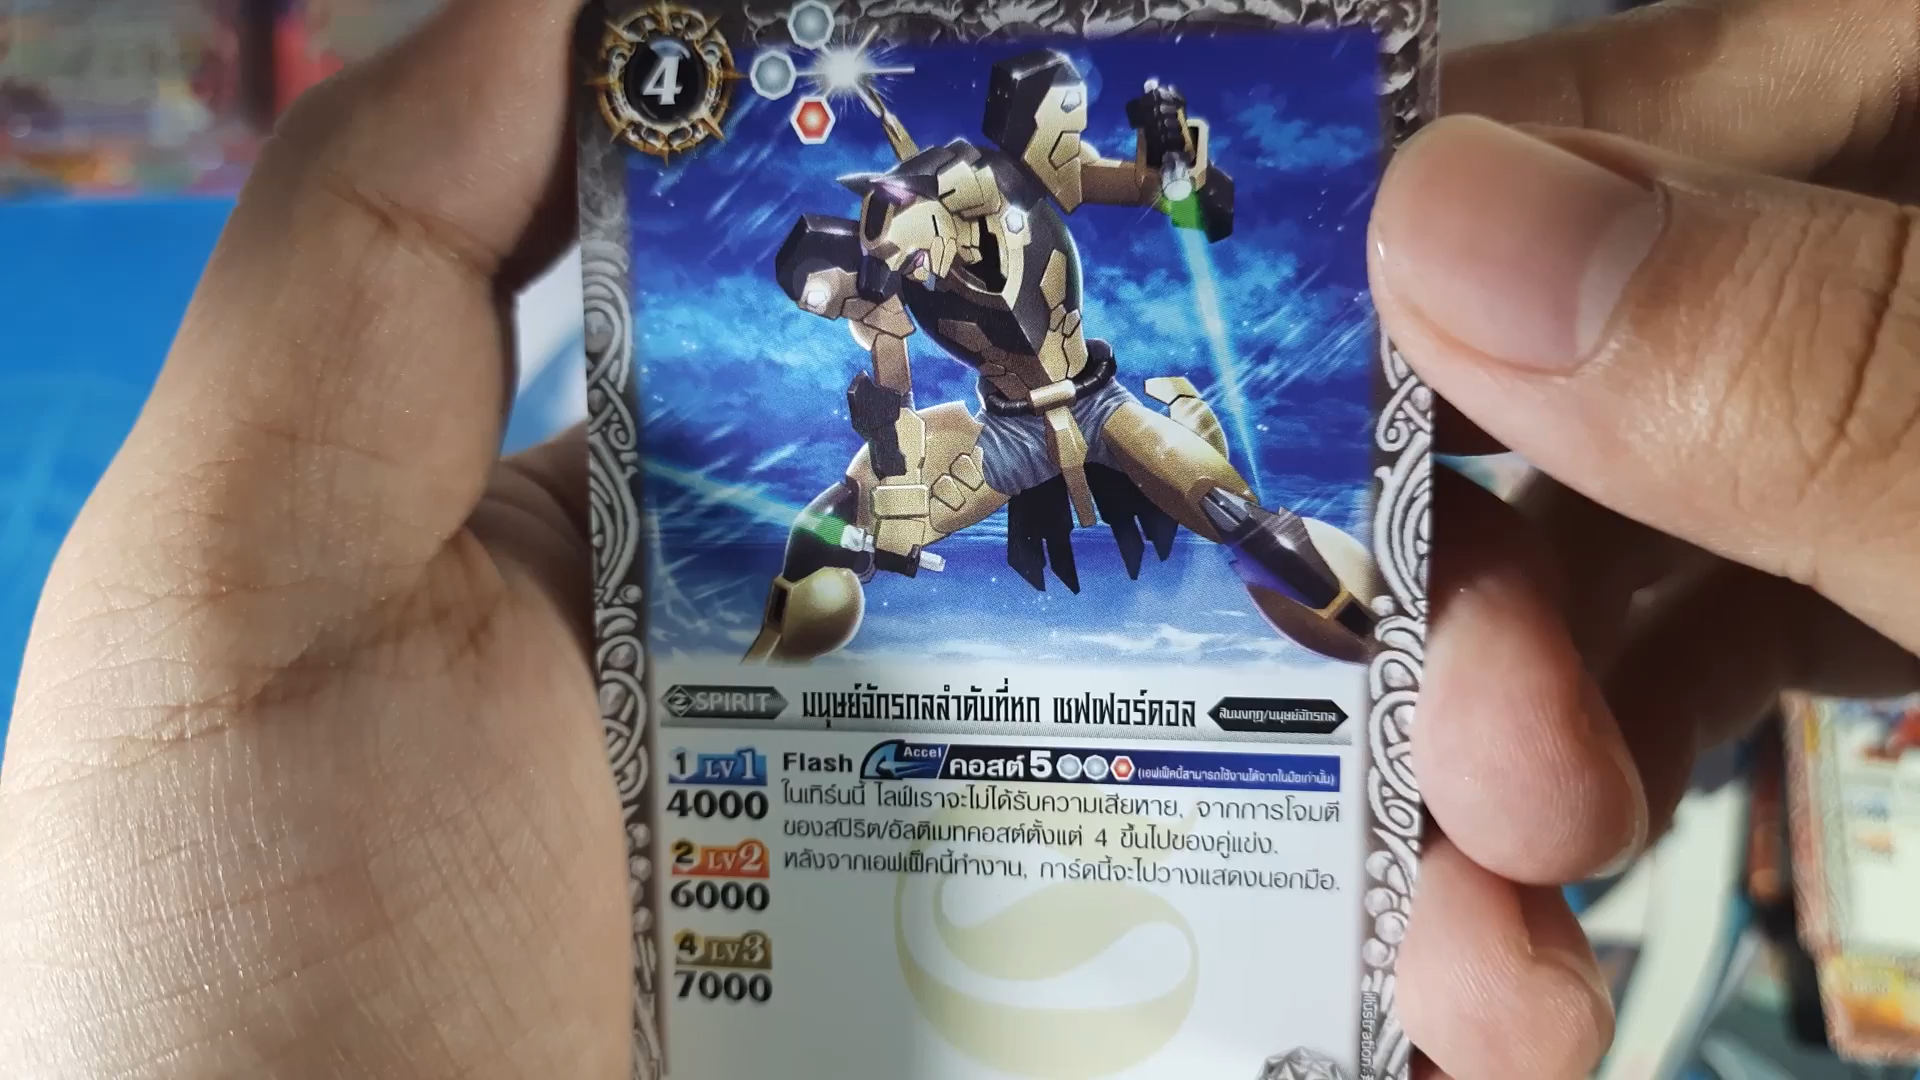 4
SPIRIT มนุษย์จักรกลลำดับที่หก เชฟเฟอร์ดอล สิบมงกุฎ/มนุษย์จักรกล
1 LV1
4000
2 LV2
6000
4 LV3
7000
Flash Accel คอสต์ 5 (เอฟเฟ็คนี้สามารถใช้งานได้จากในมือเท่านั้น)
ในเทิร์นนี้ ไลฟ์เราจะไม่ได้รับความเสียหาย, จากการโจมตี
ของสปิริต/อัลติเมทคอสต์ตั้งแต่ 4 ขึ้นไปของคู่แข่ง.
หลังจากเอฟเฟ็คนี้ทำงาน, การ์ดนี้จะไปวางแสดงนอกมือ.
illustration